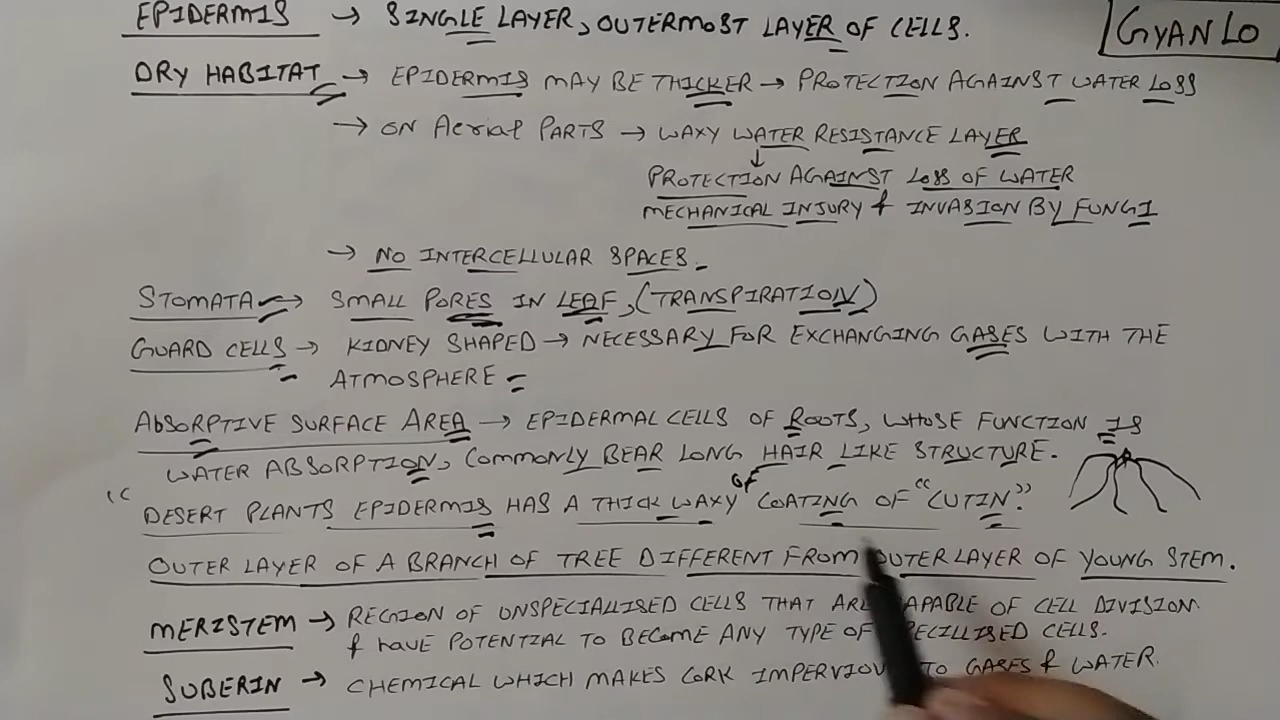 EPIDERMIS → SINGLE LAYER, OUTERMOST LAYER OF CELLS.
GYAN LO
DRY HABITAT → EPIDERMIS MAY BE THICKER → PROTECTION AGAINST WATER LOSS
→ ON Aerial PARTS → WAXY WATER RESISTANCE LAYER
↓
PROTECTION AGAINST LOSS OF WATER
MECHANICAL INJURY & INVASION BY FUNGI
→ NO INTERCELLULAR SPACES.
STOMATA → SMALL PORES IN LEAF, (TRANSPIRATION)
GUARD CELLS → KIDNEY SHAPED → NECESSARY FOR EXCHANGING GASES WITH THE
ATMOSPHERE
ABSORPTIVE SURFACE AREA → EPIDERMAL CELLS OF ROOTS, WHOSE FUNCTION IS
WATER ABSORPTION, COMMONLY BEAR LONG HAIR LIKE STRUCTURE.
“ DESERT PLANTS EPIDERMIS HAS A THICK WAXY OF COATING OF “CUTIN.”
OUTER LAYER OF A BRANCH OF TREE DIFFERENT FROM OUTER LAYER OF YOUNG STEM.
MERISTEM → REGION OF UNSPECIALISED CELLS THAT ARE CAPABLE OF CELL DIVISION
& HAVE POTENTIAL TO BECOME ANY TYPE OF CELLS.
SUBERIN → CHEMICAL WHICH MAKES CORK IMPERVIOU TO GASES & WATER.